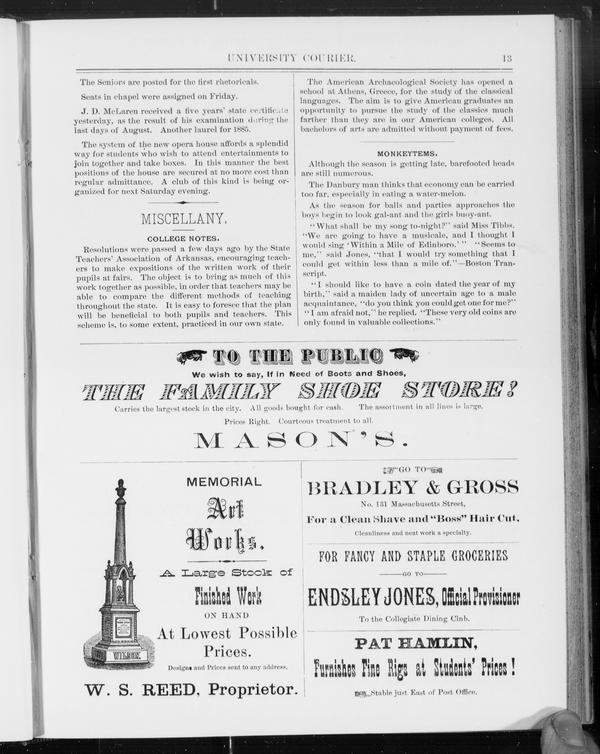 UNIVERSITY COURIER.
13
The Seniors are posted for the first rhetoricals.
Seats in chapel were assigned on Friday.
J. D. McLaren received a five years' state certificate
yesterday, as the result of his examination during the
last days of August. Another laurel for 1885.
The system of the new opera house affords a splendid
way for students who wish to attend entertainments to
join together and take boxes. In this manner the best
positions of the house are secured at no more cost than
regular admittance. A club of this kind is being or-
ganized for next Saturday evening.
MISCELLANY.
COLLEGE NOTES.
Resolutions were passed a few days ago by the State
Teachers' Association of Arkansas, encouraging teach-
ers to make expositions of the written work of their
pupils at fairs. The object is to bring as much of this
work together as possible, in order that teachers may be
able to compare the different methods of teaching
throughout the state. It is easy to foresee that the plan
will be beneficial to both pupils and teachers. This
scheme is, to some extent, practiced in our own state.
The American Archaeological Society has opened a
school at Athens, Greece, for the study of the classical
languages. The aim is to give American graduates an
opportunity to pursue the study of the classics much
farther than they are in our American colleges. All
bachelors of arts are admitted without payment of fees.
MONKEYTEMS.
Although the season is getting late, barefooted heads
are still numerous.
The Danbury man thinks that economy can be carried
too far, especially in eating a water-melon.
As the season for balls and parties approaches the
boys begin to look gal-ant and the girls buoy-ant.
"What shall be my song to-night?" said Miss Tibbs.
"We are going to have a musicale, and I thought I
would sing 'Within a Mile of Edinboro.'" "Seems to
me," said Jones, "that I would try something that I
could get within less than a mile of."—Boston Tran-
script.
"I should like to have a coin dated the year of my
birth," said a maiden lady of uncertain age to a male
acquaintance, "do you think you could get one for me?"
"I am afraid not," he replied. "These very old coins are
only found in valuable collections."
TO THE PUBLIC
We wish to say, If in Need of Boots and Shoes,
THE FAMILY SHOE STORE?
Carries the largest stock in the city. All goods bought for cash. The assortment in all lines is large.
Prices Right. Courteous treatment to all.
MASON'S.
WILDER.
MEMORIAL
Art
Works.
A Large Stock of
Finished Work
ON HAND
At Lowest Possible
Prices.
Designs and Prices sent to any address.
W. S. REED, Proprietor.
GO TO
BRADLEY & GROSS
No. 131 Massachusetts Street,
For a Clean Shave and "Boss" Hair Cut.
Cleanliness and neat work a specialty.
FOR FANCY AND STAPLE GROCERIES
GO TO
ENDSLEY JONES, Official Provisioner
To the Collegiate Dining Club.
PAT HAMLIN,
Furnishes Fine Rigs at Students' Prices!
Stable just East of Post Office.